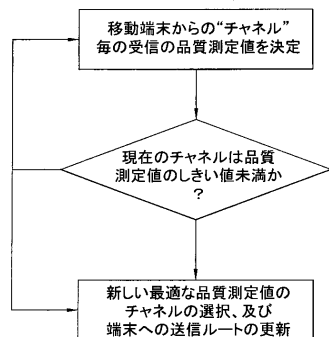 移動端末からの“チャネル”
毎の受信の品質測定値を決定
現在のチャネルは品質
測定値のしきい値未満か
?
新しい最適な品質測定値の
チャネルの選択、及び
端末への送信ルートの更新